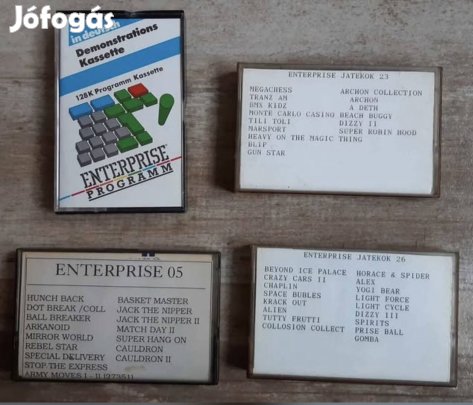 Jófogás
in deutsch
Demonstrations
Kassette
128K Programm Kassette
ENTERPRISE
PROGRAMM
ENTERPRISE JATEKOK 23
MEGACHESS ARCHON COLLECTION
TRANZ AM ARCHON
BMX KIDZ A DETH
MONTE CARLO CASINO BEACH BUGGY
TILI TOLI DIZZY II
MARSPORT SUPER ROBIN HOOD
HEAVY ON THE MAGIC THING
BLIF
GUN STAR
ENTERPRISE 05
HUNCH BACK BASKET MASTER
DOT BREAK /COLL JACK THE NIPPER
BALL BREAKER JACK THE NIPPER II
ARKANOID MATCH DAY II
MIRROR WORLD SUPER HANG ON
REBEL STAR CAULDRON
SPECIAL DELIVERY CAULDRON II
STOP THE EXPRESS
ARMY MOVES I - II [27351]
ENTERPRISE JATEKOK 26
BEYOND ICE PALACE HORACE & SPIDER
CRAZY CARS II ALEX
CHAPLIN YOGI BEAR
SPACE BUBLES LIGHT FORCE
KRACK OUT LIGHT CYCLE
ALIEN DIZZY III
TUTTY FRUTTI SPIRITS
COLLOSION COLLECT PRISE BALL
GOMBA